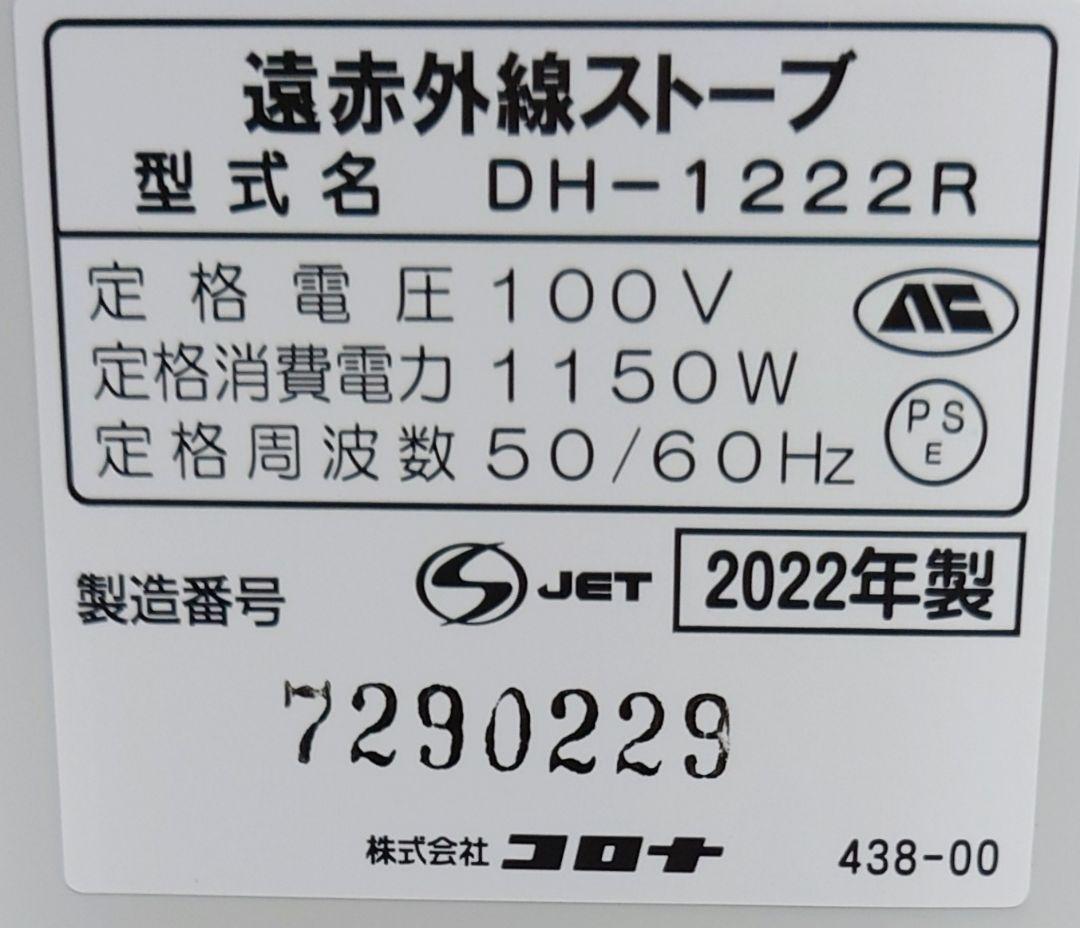 遠赤外線ストーブ
型式名 DH-1222R
定格電圧 100V
定格消費電力 1150W
定格周波数 50/60Hz
PS
E
製造番号
S JET
2022年製
7290229
株式会社 コロナ
438-00